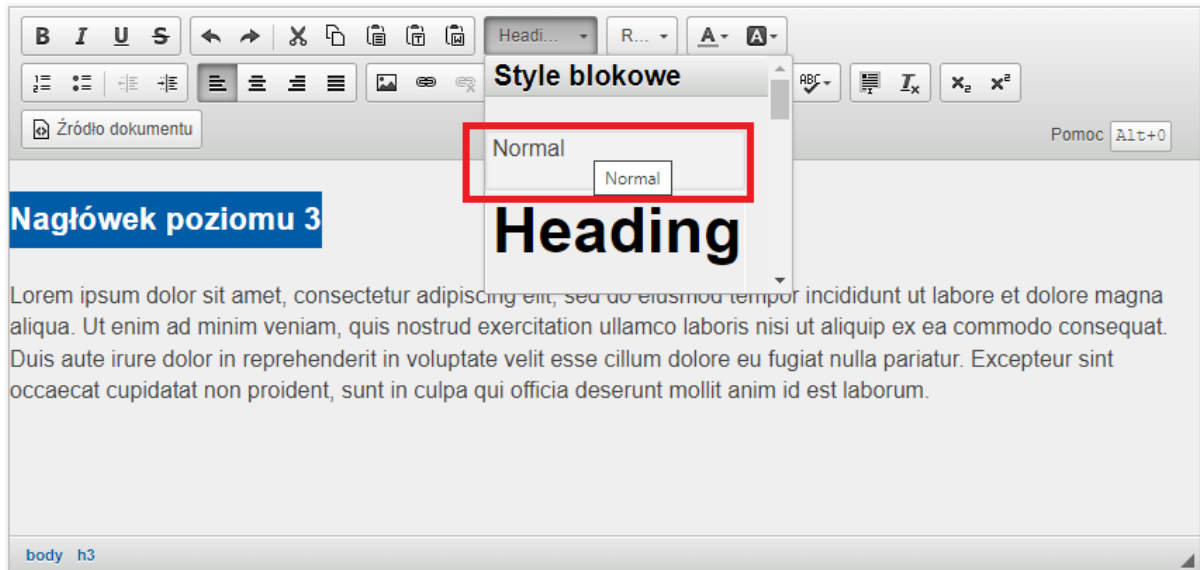 B I U S Headi... R... A A
Style blokowe
ABC Ix x₂ x²
Źródło dokumentu
Pomoc Alt+0
Normal
Normal
Heading
Nagłówek poziomu 3
Lorem ipsum dolor sit amet, consectetur adipiscing elit, sed do eiusmod tempor incididunt ut labore et dolore magna
aliqua. Ut enim ad minim veniam, quis nostrud exercitation ullamco laboris nisi ut aliquip ex ea commodo consequat.
Duis aute irure dolor in reprehenderit in voluptate velit esse cillum dolore eu fugiat nulla pariatur. Excepteur sint
occaecat cupidatat non proident, sunt in culpa qui officia deserunt mollit anim id est laborum.
body h3